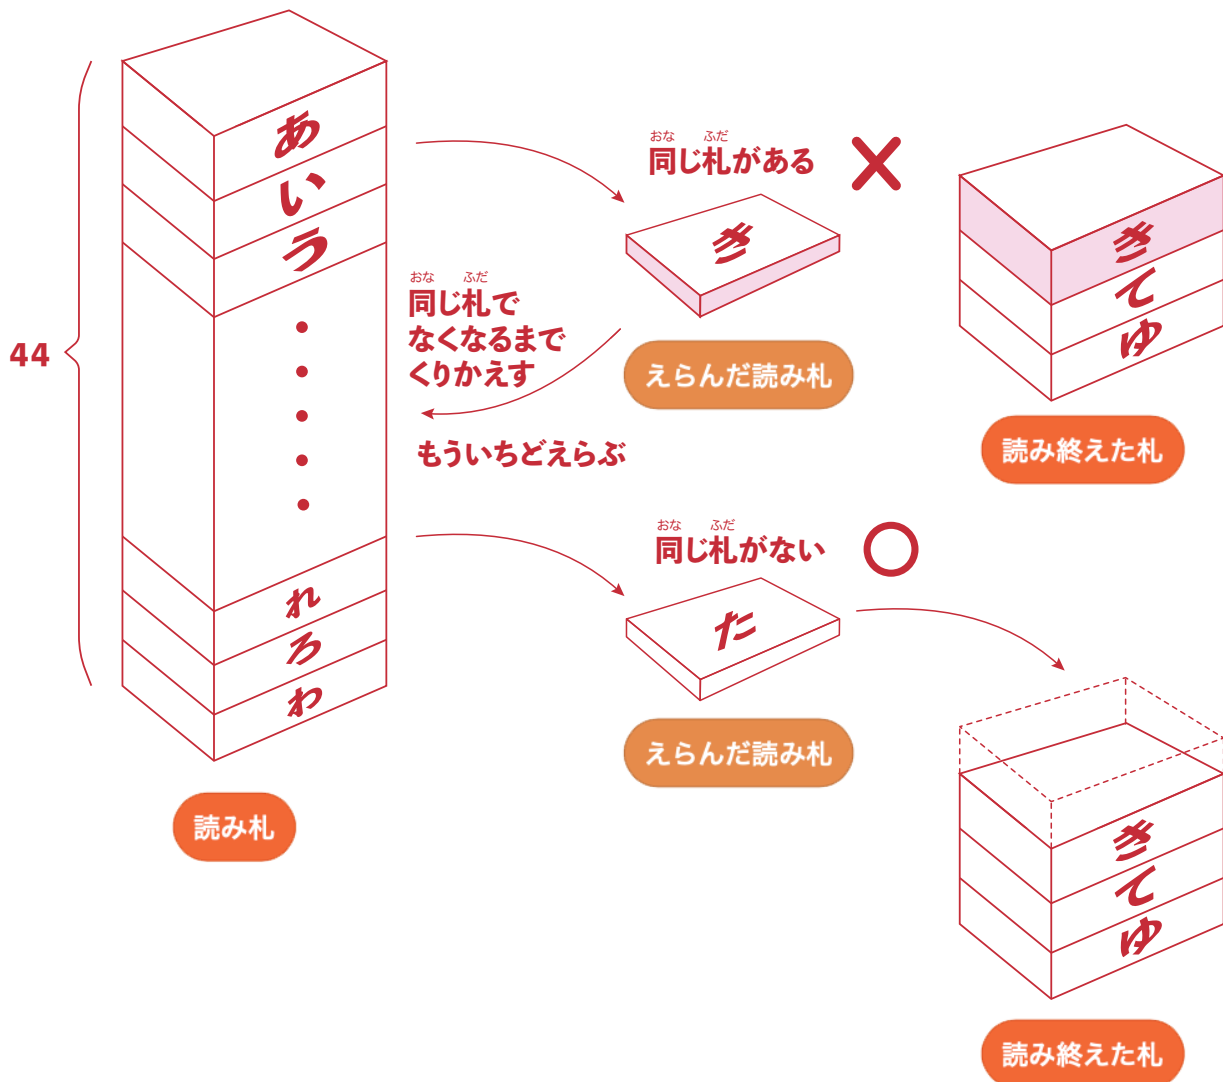 44
あ
い
う
れ
ろ
わ
読み札
おな ふだ
同じ札がある
き
えらんだ読み札
おな ふだ
同じ札で
なくなるまで
くりかえす
もういちどえらぶ
き
て
ゆ
読み終えた札
おな ふだ
同じ札がない
た
えらんだ読み札
き
て
ゆ
読み終えた札